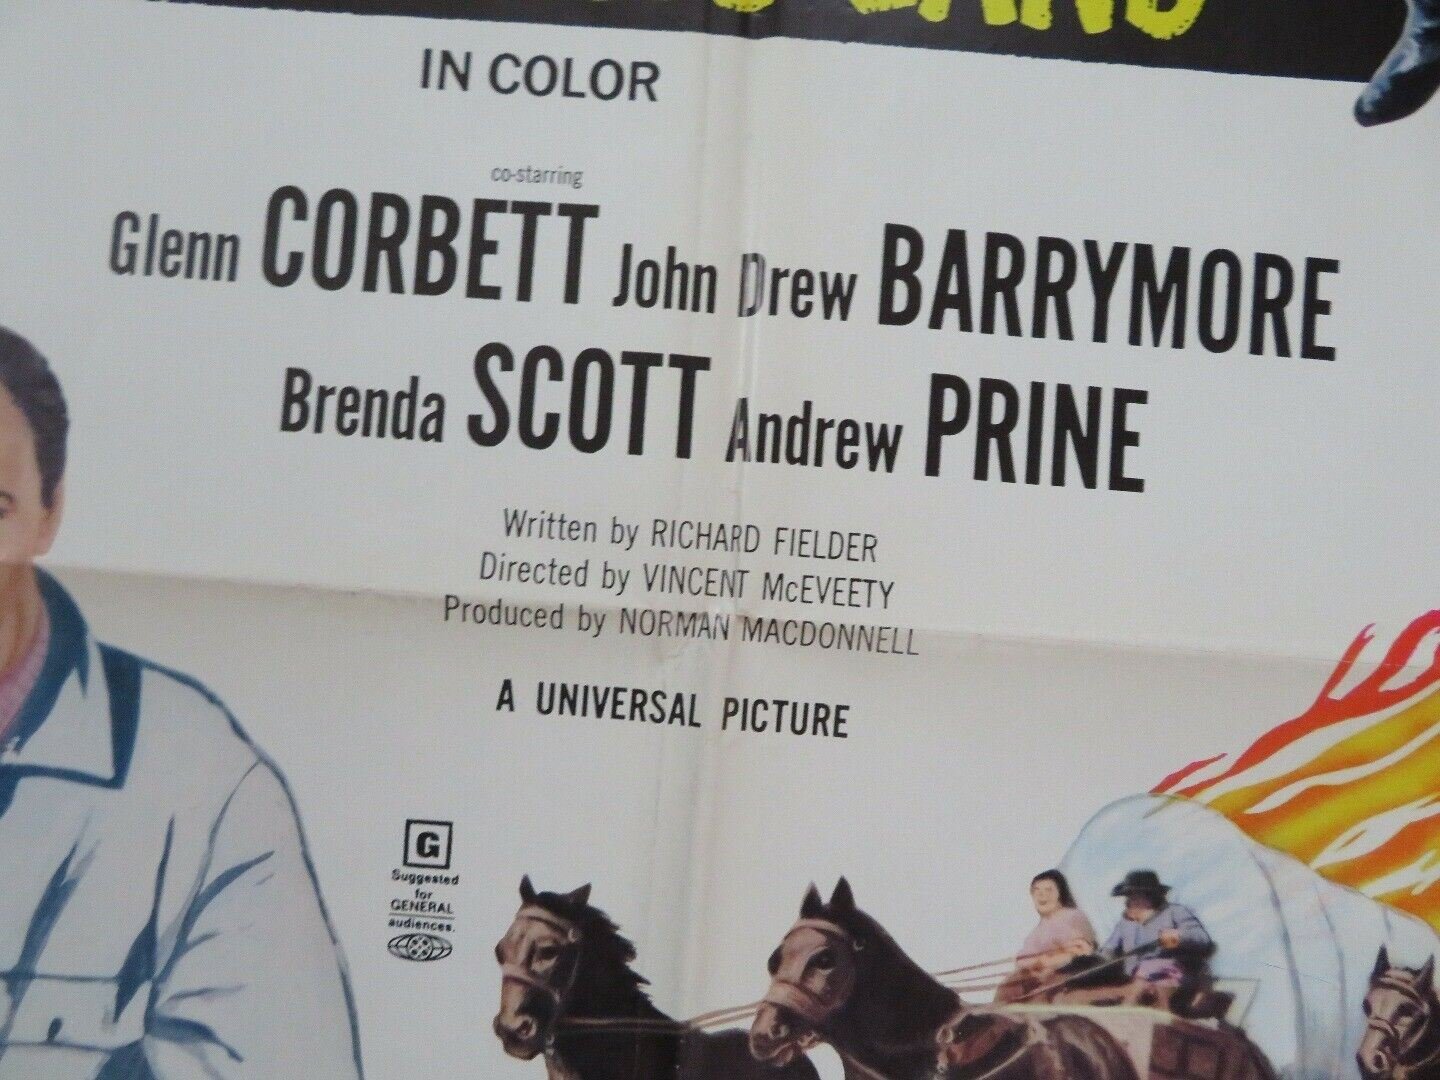 IN COLOR
co-starring
Glenn CORBETT John Drew BARRYMORE
Brenda SCOTT Andrew PRINE
Written by RICHARD FIELDER
Directed by VINCENT McEVEETY
Produced by NORMAN MACDONNELL
A UNIVERSAL PICTURE
G
Suggested
for
GENERAL
audiences.